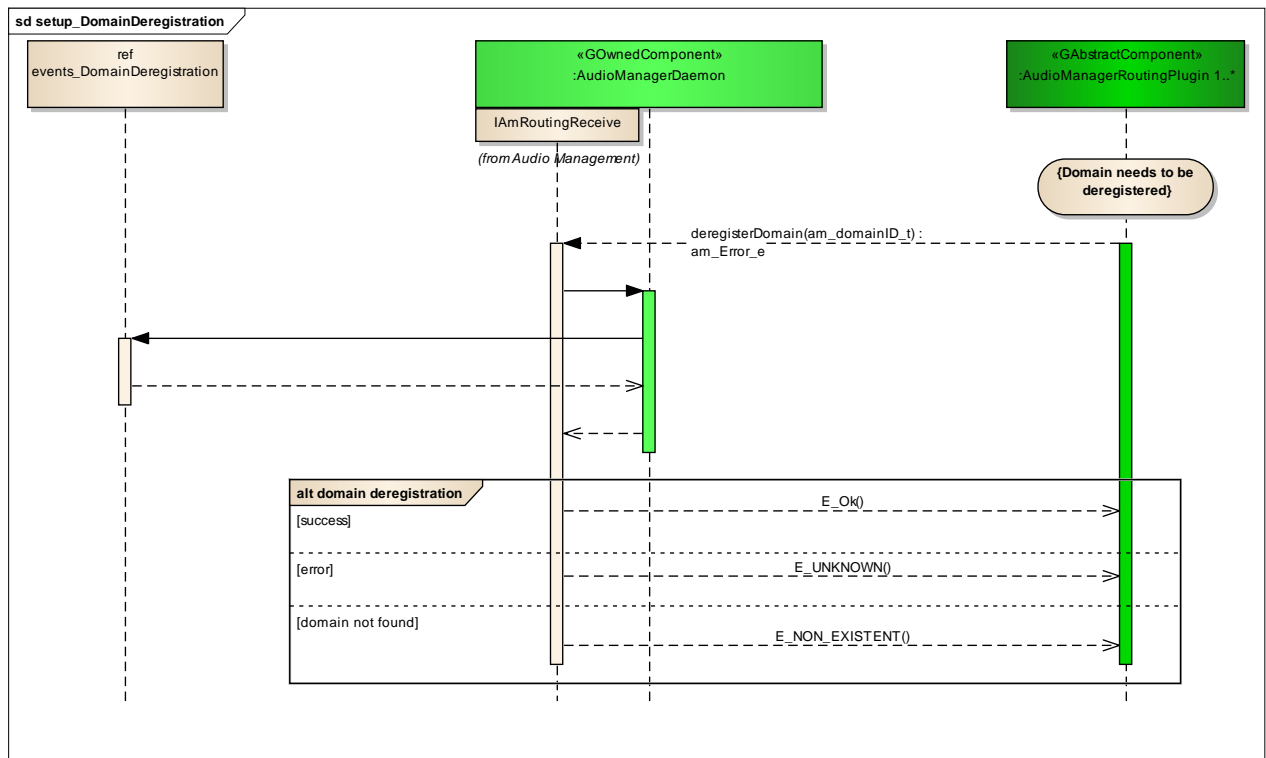 sd setup_DomainDeregistration
ref
events_DomainDeregistration
«GOwnedComponent»
:AudioManagerDaemon
«GAbstractComponent»
:AudioManagerRoutingPlugin 1..*
IAmRoutingReceive
(from Audio Management)
{Domain needs to be
deregistered}
deregisterDomain(am_domainID_t) :
am_Error_e
alt domain deregistration
E_Ok()
[success]
[error]
E_UNKNOWN()
[domain not found]
E_NON_EXISTENT()